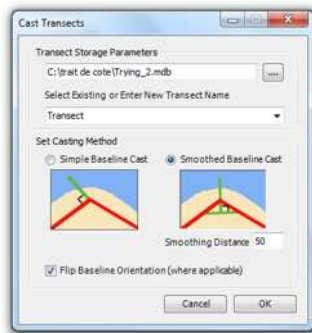 Cast Transects
Transect Storage Parameters
C:\trait de cote\Trying_2.mdb
....
Select Existing or Enter New Transect Name
Transect
Set Casting Method
Simple Baseline Cast
Smoothed Baseline Cast
Smoothing Distance 50
Flip Baseline Orientation (where applicable)
Cancel
OK